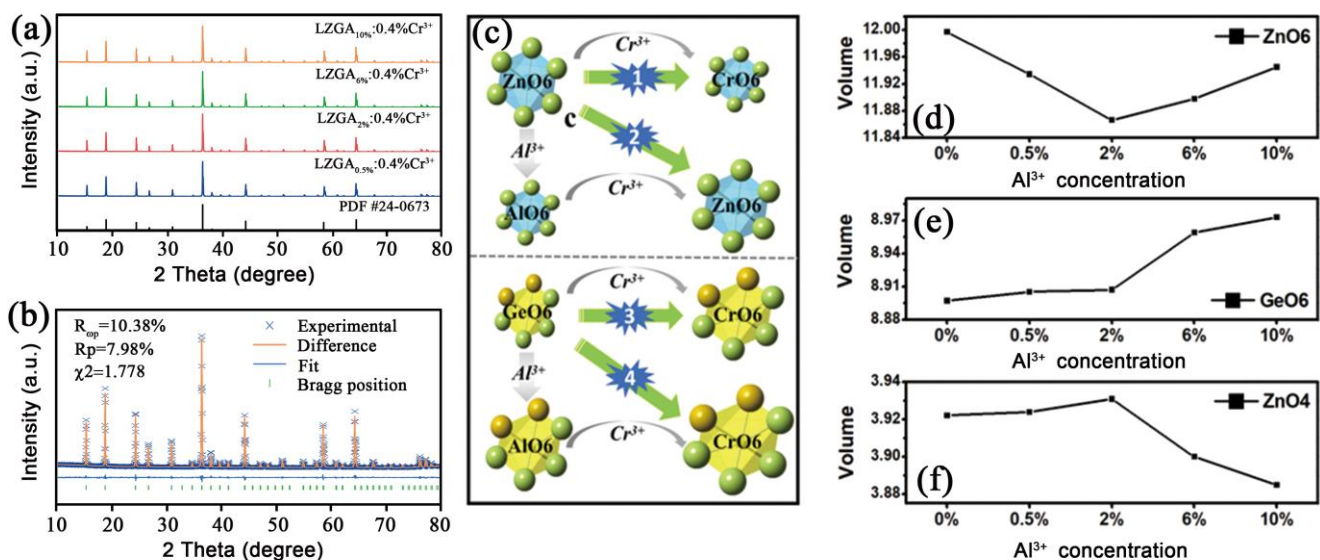 (a)
LZGA10%:0.4%Cr3+
LZGA6%:0.4%Cr3+
LZGA2%:0.4%Cr3+
LZGA0.5%:0.4%Cr3+
PDF #24-0673
Intensity (a.u.)
10 20 30 40 50 60 70 80
2 Theta (degree)
(b)
Rωp=10.38%
Rp=7.98%
χ2=1.778
Experimental
Difference
Fit
Bragg position
Intensity (a.u.)
10 20 30 40 50 60 70 80
2 Theta (degree)
(c)
Cr3+
ZnO6
1
CrO6
c
2
Al3+
Cr3+
AlO6
ZnO6
Cr3+
GeO6
3
CrO6
4
Al3+
Cr3+
AlO6
CrO6
12.00
11.96
11.92
11.88
11.84
Volume
ZnO6
(d)
0% 0.5% 2% 6% 10%
Al3+ concentration
8.97
8.94
8.91
8.88
Volume
(e)
GeO6
0% 0.5% 2% 6% 10%
Al3+ concentration
3.94
3.92
3.90
3.88
Volume
ZnO4
(f)
0% 0.5% 2% 6% 10%
Al3+ concentration